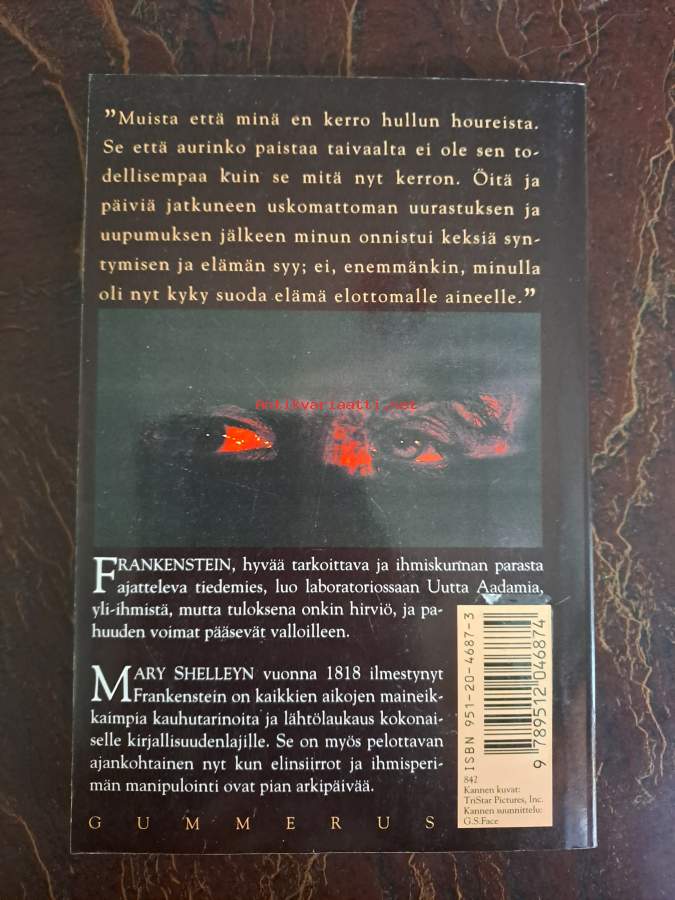 "Muista että minä en kerro hullun houreista.
Se että aurinko paistaa taivaalta ei ole sen to-
dellisempaa kuin se mitä nyt kerron. Öitä ja
päiviä jatkuneen uskomattoman uurastuksen ja
uupumuksen jälkeen minun onnistui keksiä syn-
tymisen ja elämän syy; ei, enemmänkin, minulla
oli nyt kyky suoda elämä elottomalle aineelle."
antikvariaatti.net
FRANKENSTEIN, hyvää tarkoittava ja ihmiskunnan parasta
ajatteleva tiedemies, luo laboratoriossaan Uutta Aadamia,
yli-ihmistä, mutta tuloksena onkin hirviö, ja pa-
huuden voimat pääsevät valloilleen.
MARY SHELLEYN vuonna 1818 ilmestynyt
Frankenstein on kaikkien aikojen maineik-
kaimpia kauhutarinoita ja lähtölaukaus kokonai-
selle kirjallisuudenlajille. Se on myös pelottavan
ajankohtainen nyt kun elinsiirrot ja ihmisperi-
män manipulointi ovat pian arkipäivää.
GUMMERUS
ISBN 951-20-4687-3
9 789512 046874
842
Kannen kuvat:
TriStar Pictures, Inc.
Kannen suunnittelu:
G.S.Face